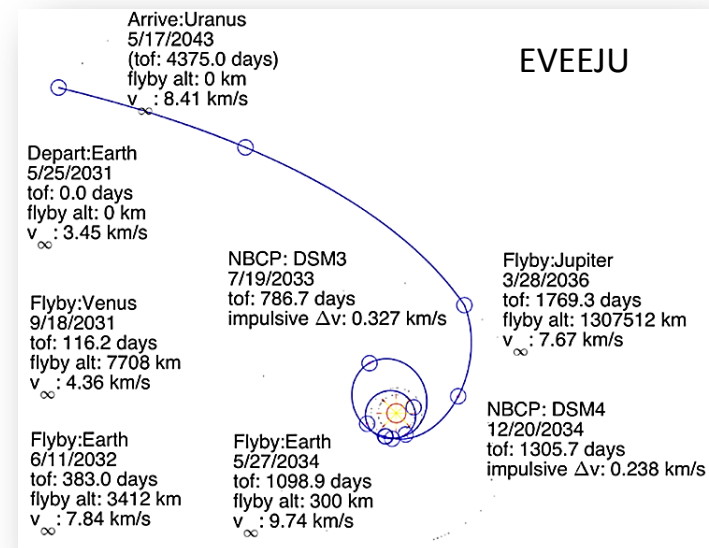 Arrive:Uranus
5/17/2043
(tof: 4375.0 days)
flyby alt: 0 km
v∞: 8.41 km/s
EVEEJU
Depart:Earth
5/25/2031
tof: 0.0 days
flyby alt: 0 km
v∞: 3.45 km/s
NBCP: DSM3
7/19/2033
tof: 786.7 days
impulsive Δv: 0.327 km/s
Flyby:Jupiter
3/28/2036
tof: 1769.3 days
flyby alt: 1307512 km
v∞: 7.67 km/s
Flyby:Venus
9/18/2031
tof: 116.2 days
flyby alt: 7708 km
v∞: 4.36 km/s
NBCP: DSM4
12/20/2034
tof: 1305.7 days
impulsive Δv: 0.238 km/s
Flyby:Earth
6/11/2032
tof: 383.0 days
flyby alt: 3412 km
v∞: 7.84 km/s
Flyby:Earth
5/27/2034
tof: 1098.9 days
flyby alt: 300 km
v∞: 9.74 km/s